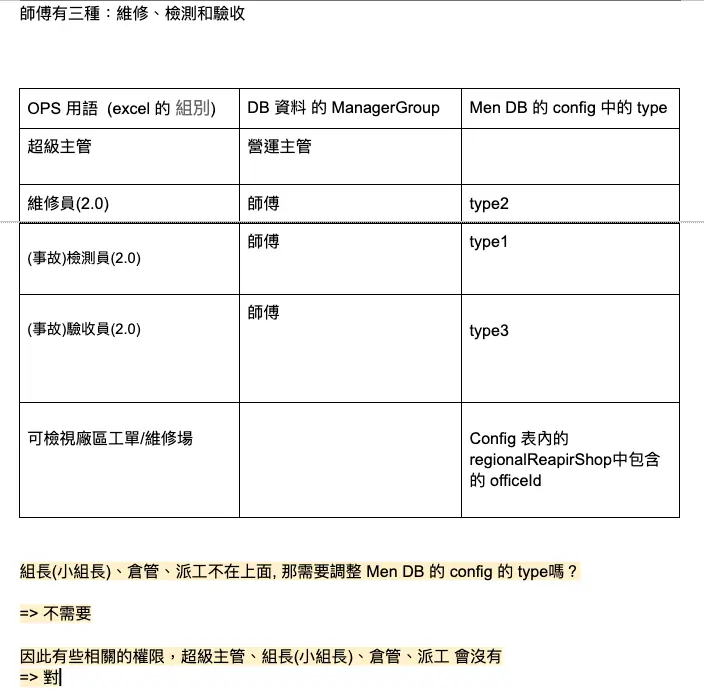 師傅有三種：維修、檢測和驗收
OPS 用語 (excel 的 組別) DB 資料 的 ManagerGroup Men DB 的 config 中的 type
超級主管 營運主管
維修員(2.0) 師傅 type2
(事故)檢測員(2.0) 師傅 type1
(事故)驗收員(2.0) 師傅 type3
可檢視廠區工單/維修場 Config 表內的
regionalReapirShop中包含
的 officeId
組長(小組長)、倉管、派工不在上面, 那需要調整 Men DB 的 config 的 type嗎？
=> 不需要
因此有些相關的權限，超級主管、組長(小組長)、倉管、派工 會沒有
=> 對